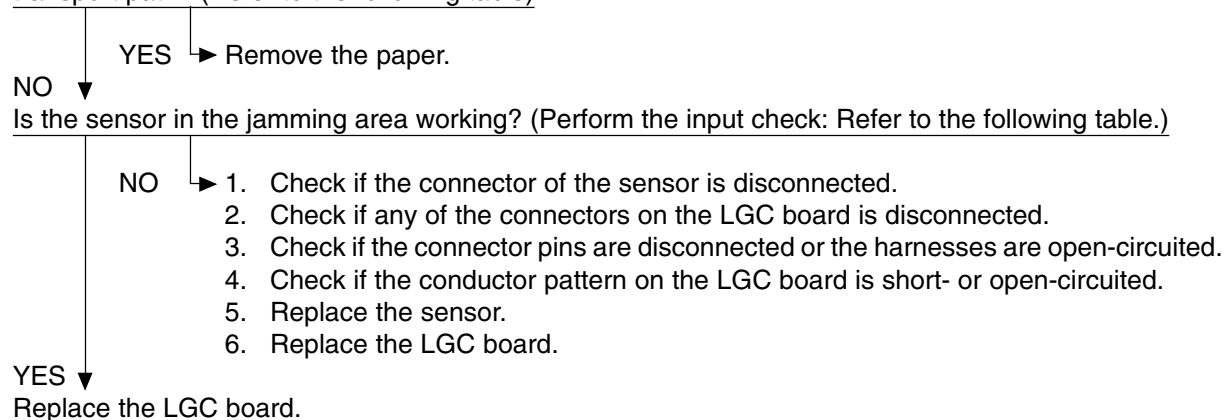 YES Remove the paper.
NO
Is the sensor in the jamming area working? (Perform the input check: Refer to the following table.)
NO 1. Check if the connector of the sensor is disconnected.
2. Check if any of the connectors on the LGC board is disconnected.
3. Check if the connector pins are disconnected or the harnesses are open-circuited.
4. Check if the conductor pattern on the LGC board is short- or open-circuited.
5. Replace the sensor.
6. Replace the LGC board.
YES
Replace the LGC board.